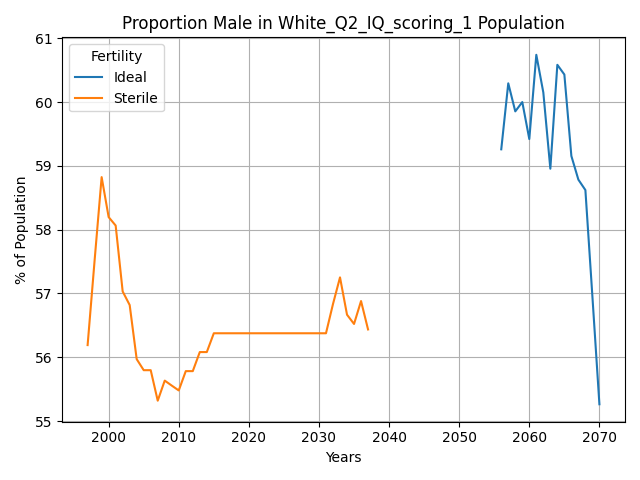 Proportion Male in White_Q2_IQ_scoring_1 Population
61
60
59
58
57
56
55
% of Population
Fertility
Ideal
Sterile
2000 2010 2020 2030 2040 2050 2060 2070
Years